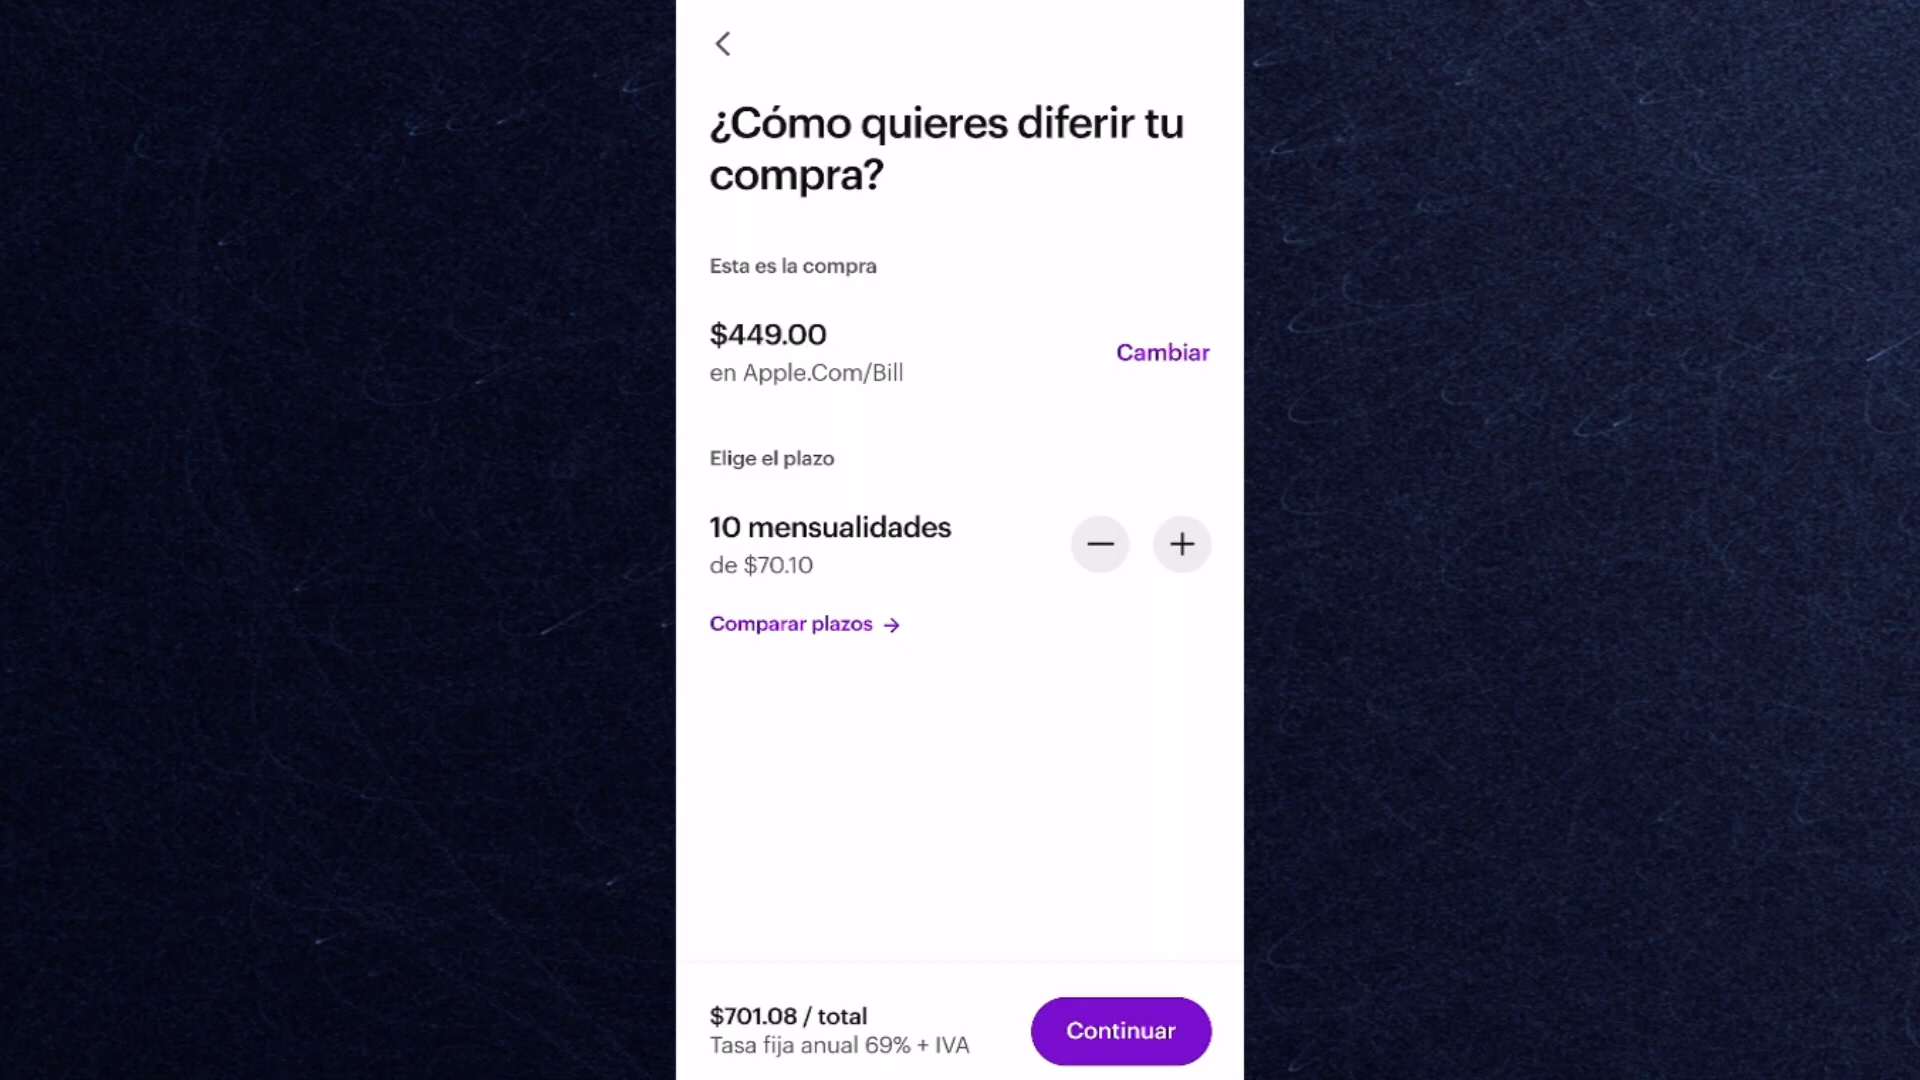 ¿Cómo quieres diferir tu
compra?
Esta es la compra
$449.00
en Apple.Com/Bill
Cambiar
Elige el plazo
10 mensualidades
de $70.10
Comparar plazos →
$701.08 / total
Tasa fija anual 69% + IVA
Continuar